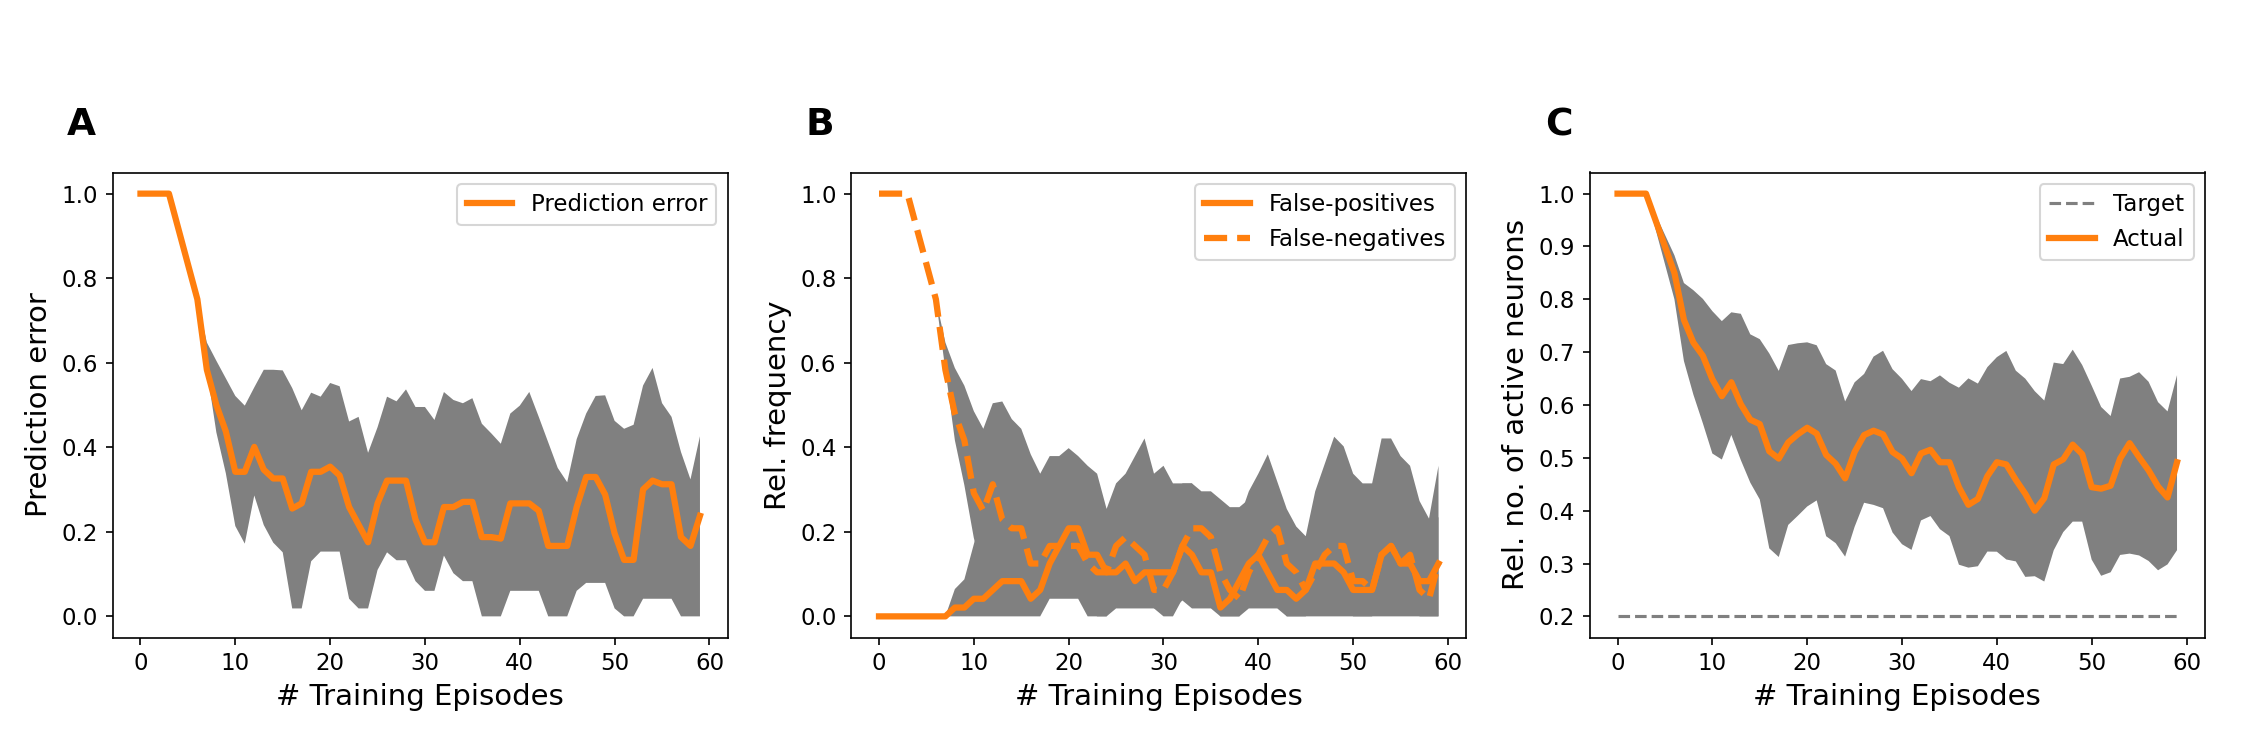 A
Prediction error
1.0
0.8
0.6
0.4
0.2
0.0
Prediction error
0 10 20 30 40 50 60
# Training Episodes
B
Rel. frequency
1.0
0.8
0.6
0.4
0.2
0.0
False-positives
False-negatives
0 10 20 30 40 50 60
# Training Episodes
C
Rel. no. of active neurons
1.0
0.9
0.8
0.7
0.6
0.5
0.4
0.3
0.2
Target
Actual
0 10 20 30 40 50 60
# Training Episodes